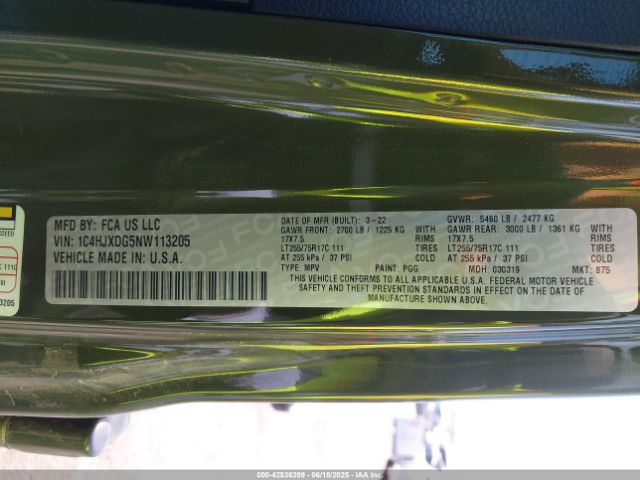 MFD BY: FCA US LLC
VIN: 1C4HJXDG5NW113205
VEHICLE MADE IN: U.S.A.
DATE OF MFR (BUILT): 3-22
GVWR: 5460 LB / 2477 KG
GAWR FRONT 2700 LB / 1225 KG WITH
GAWR REAR 3000 LB / 1361 KG WITH
17X7.5 RIMS
17X7.5 RIMS
LT255/75R17C 111 TIRES
LT255/75R17C 111 TIRES
AT 255 kPa / 37 PSI COLD
AT 255 kPa / 37 PSI COLD
TYPE: MPV PAINT: PGG MDH: 030319 MKT: 875
THIS VEHICLE CONFORMS TO ALL APPLICABLE U.S.A. FEDERAL MOTOR VEHICLE
SAFETY AND THEFT PREVENTION STANDARDS IN EFFECT ON THE DATE OF
MANUFACTURE SHOWN ABOVE.
3205
000-42536399 / 06/18/2025 / IAA Inc.